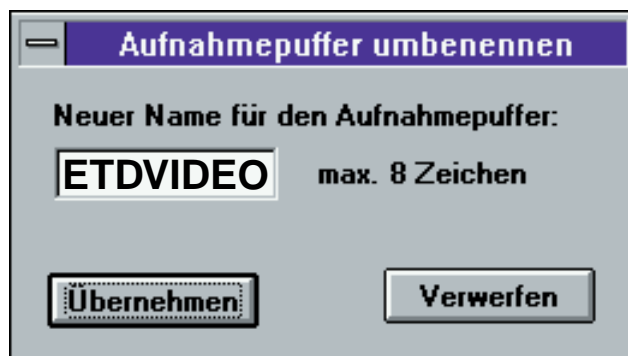 Aufnahmepuffer umbenennen
Neuer Name für den Aufnahmepuffer:
ETDVIDEO max. 8 Zeichen
Übernehmen Verwerfen